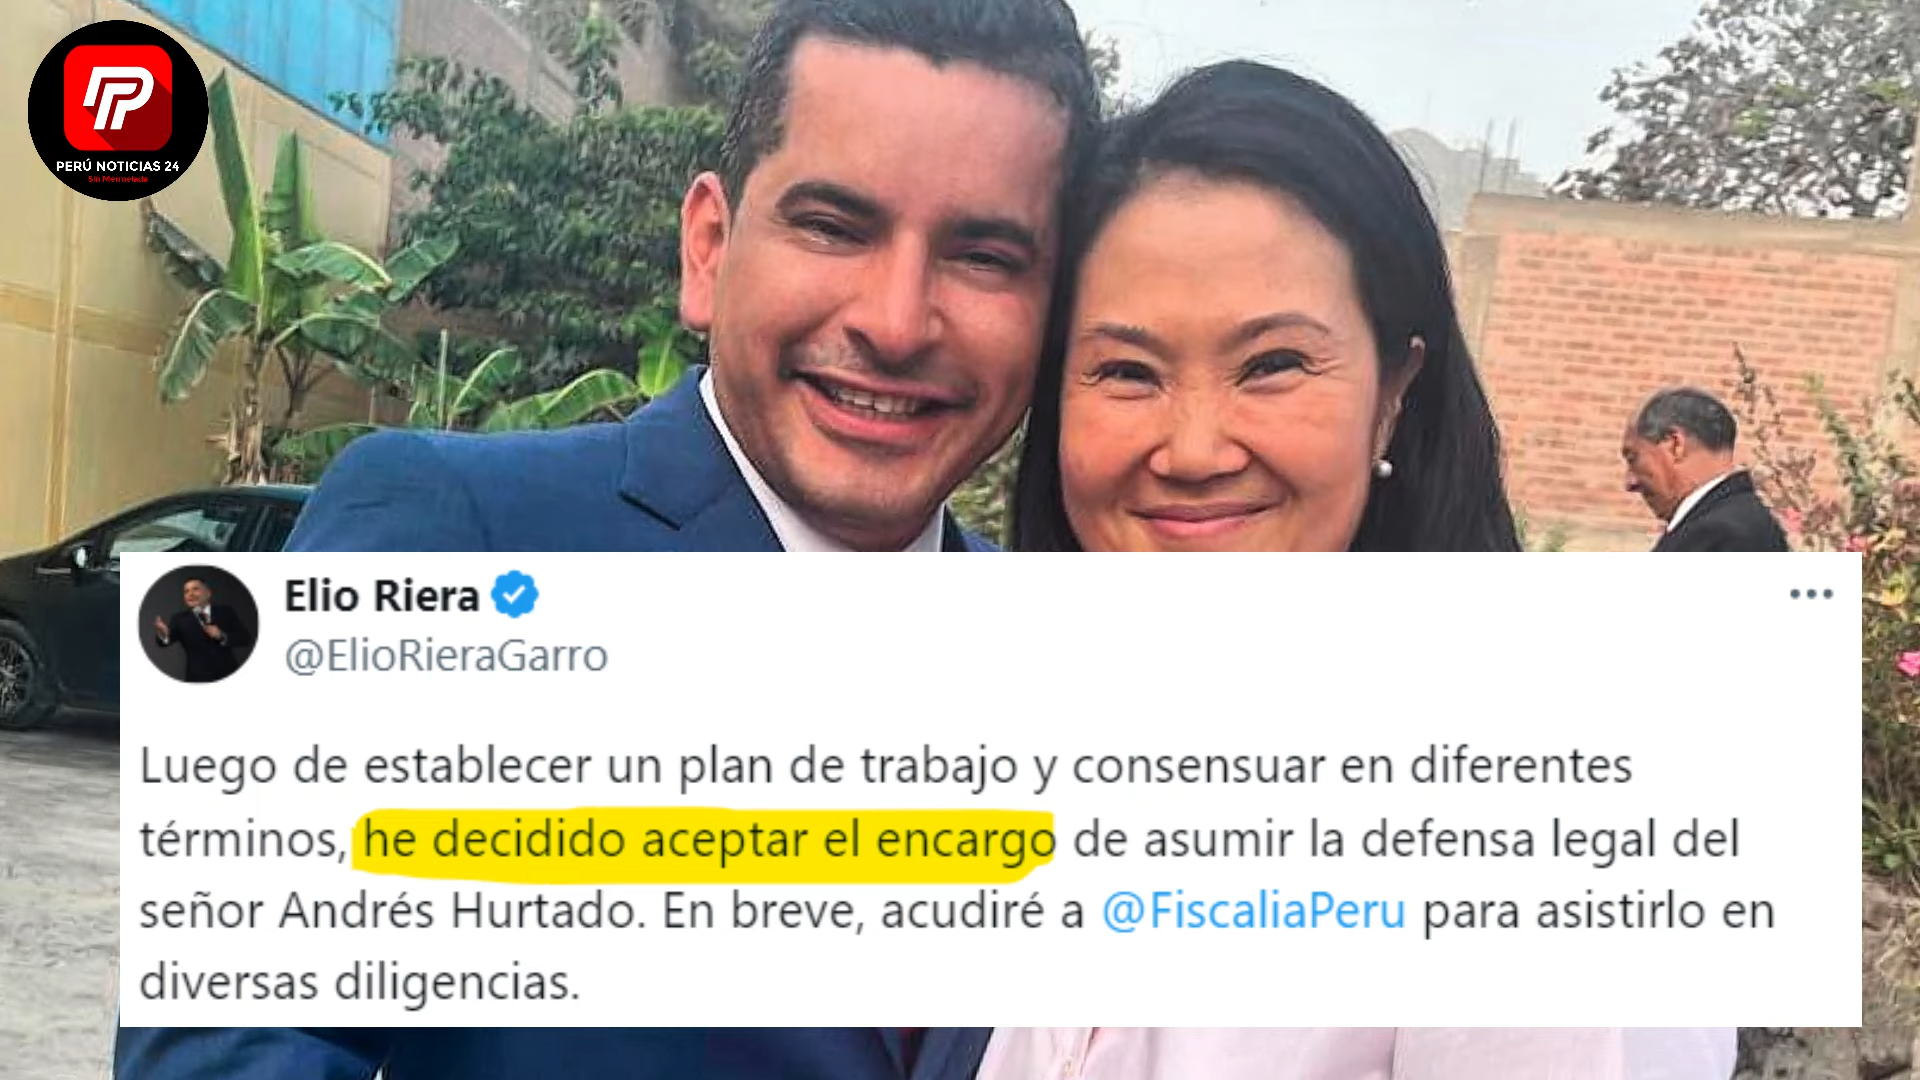 PERÚ NOTICIAS 24
Sin Mermelada
Elio Riera
@ElioRieraGarro
Luego de establecer un plan de trabajo y consensuar en diferentes
términos, he decidido aceptar el encargo de asumir la defensa legal del
señor Andrés Hurtado. En breve, acudiré a @FiscaliaPeru para asistirlo en
diversas diligencias.